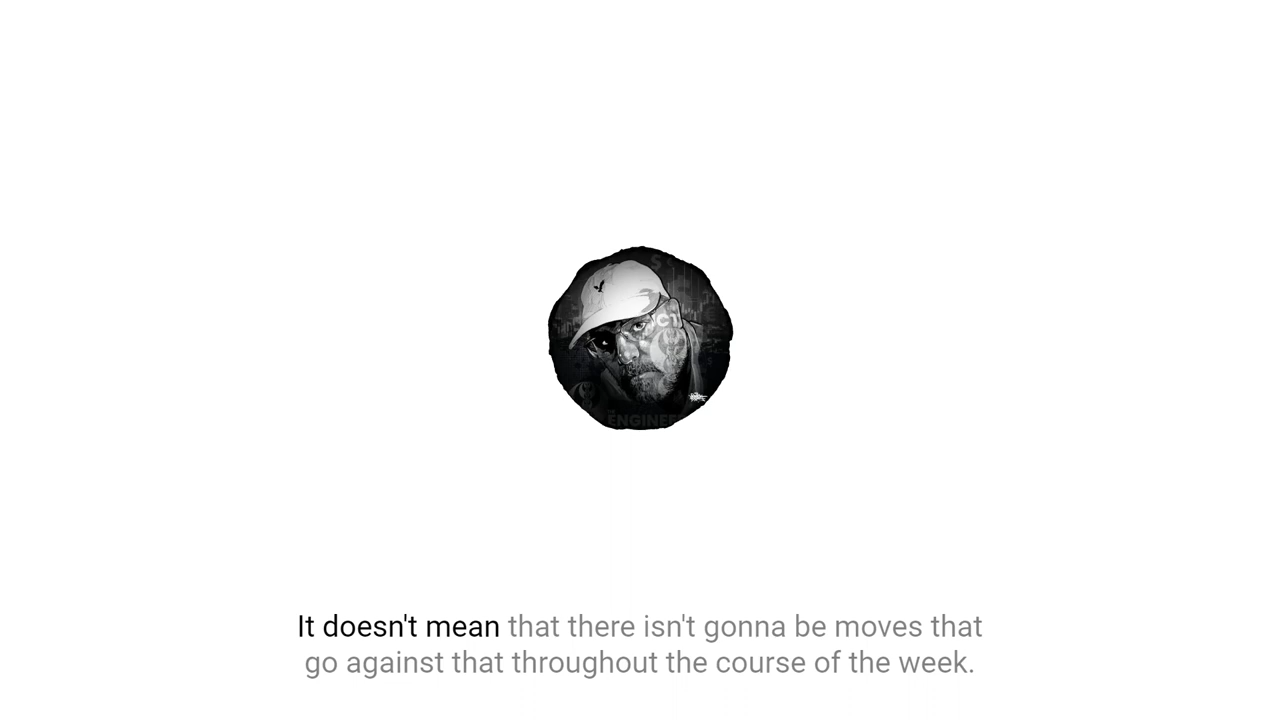 ENGINEER
It doesn't mean that there isn't gonna be moves that
go against that throughout the course of the week.